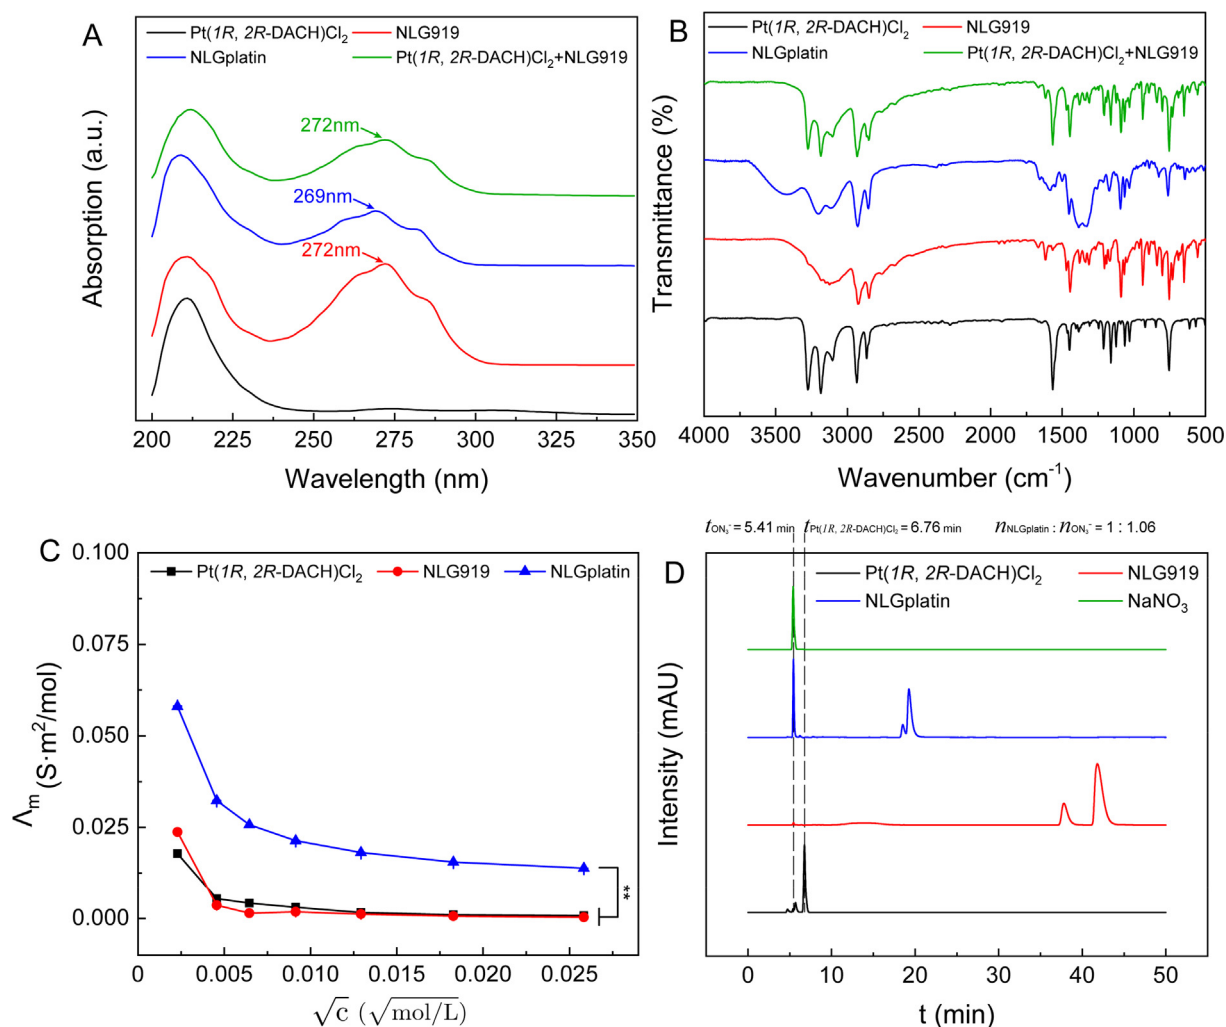 A
Pt(1R, 2R-DACH)Cl₂ NLG919
NLGplatin Pt(1R, 2R-DACH)Cl₂+NLG919
272nm
269nm
272nm
Absorption (a.u.)
200 225 250 275 300 325 350
Wavelength (nm)
B
Pt(1R, 2R-DACH)Cl₂ NLG919
NLGplatin Pt(1R, 2R-DACH)Cl₂+NLG919
Transmittance (%)
4000 3500 3000 2500 2000 1500 1000 500
Wavenumber (cm⁻¹)
C
Pt(1R, 2R-DACH)Cl₂ NLG919 NLGplatin
0.100
0.075
0.050
0.025
0.000
Λm (S·m²/mol)
**
0 0.005 0.010 0.015 0.020 0.025
√c (√mol/L)
tON₃⁻ = 5.41 min tPt(1R, 2R-DACH)Cl₂ = 6.76 min nNLGplatin : nON₃⁻ = 1 : 1.06
D
Pt(1R, 2R-DACH)Cl₂ NLG919
NLGplatin NaNO₃
Intensity (mAU)
0 10 20 30 40 50
t (min)